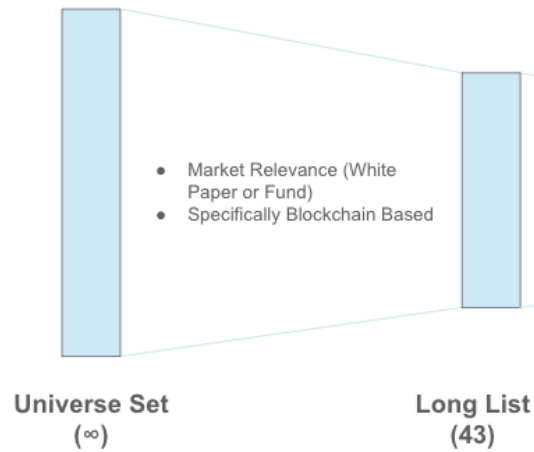 ● Market Relevance (White
Paper or Fund)
● Specifically Blockchain Based
Universe Set
(∞)
Long List
(43)